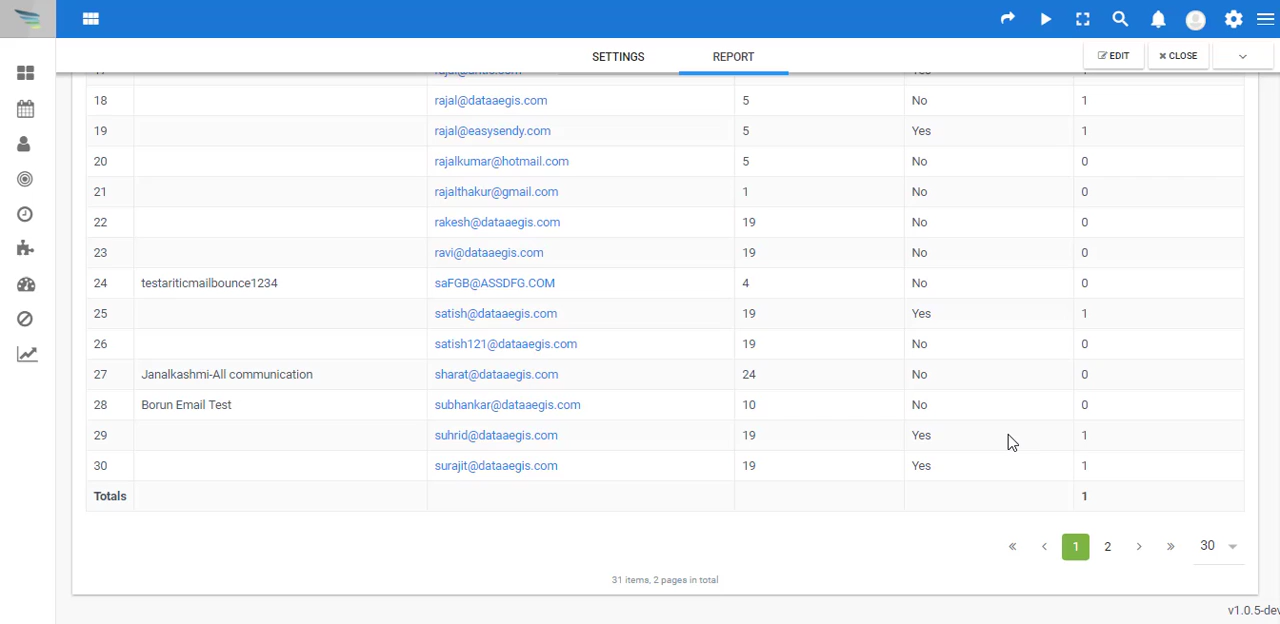 SETTINGS REPORT EDIT CLOSE
18 rajal@dataaegis.com 5 No 1
19 rajal@easysendy.com 5 Yes 1
20 rajalkumar@hotmail.com 5 No 0
21 rajalthakur@gmail.com 1 No 0
22 rakesh@dataaegis.com 19 No 0
23 ravi@dataaegis.com 19 No 0
24 testariticmailbounce1234 saFGB@ASSDFG.COM 4 No 0
25 satish@dataaegis.com 19 Yes 1
26 satish121@dataaegis.com 19 No 0
27 Janalkashmi-All communication sharat@dataaegis.com 24 No 0
28 Borun Email Test subhankar@dataaegis.com 10 No 0
29 suhrid@dataaegis.com 19 Yes 1
30 surajit@dataaegis.com 19 Yes 1
Totals 1
« ‹ 1 2 › » 30
31 items, 2 pages in total
v1.0.5-dev